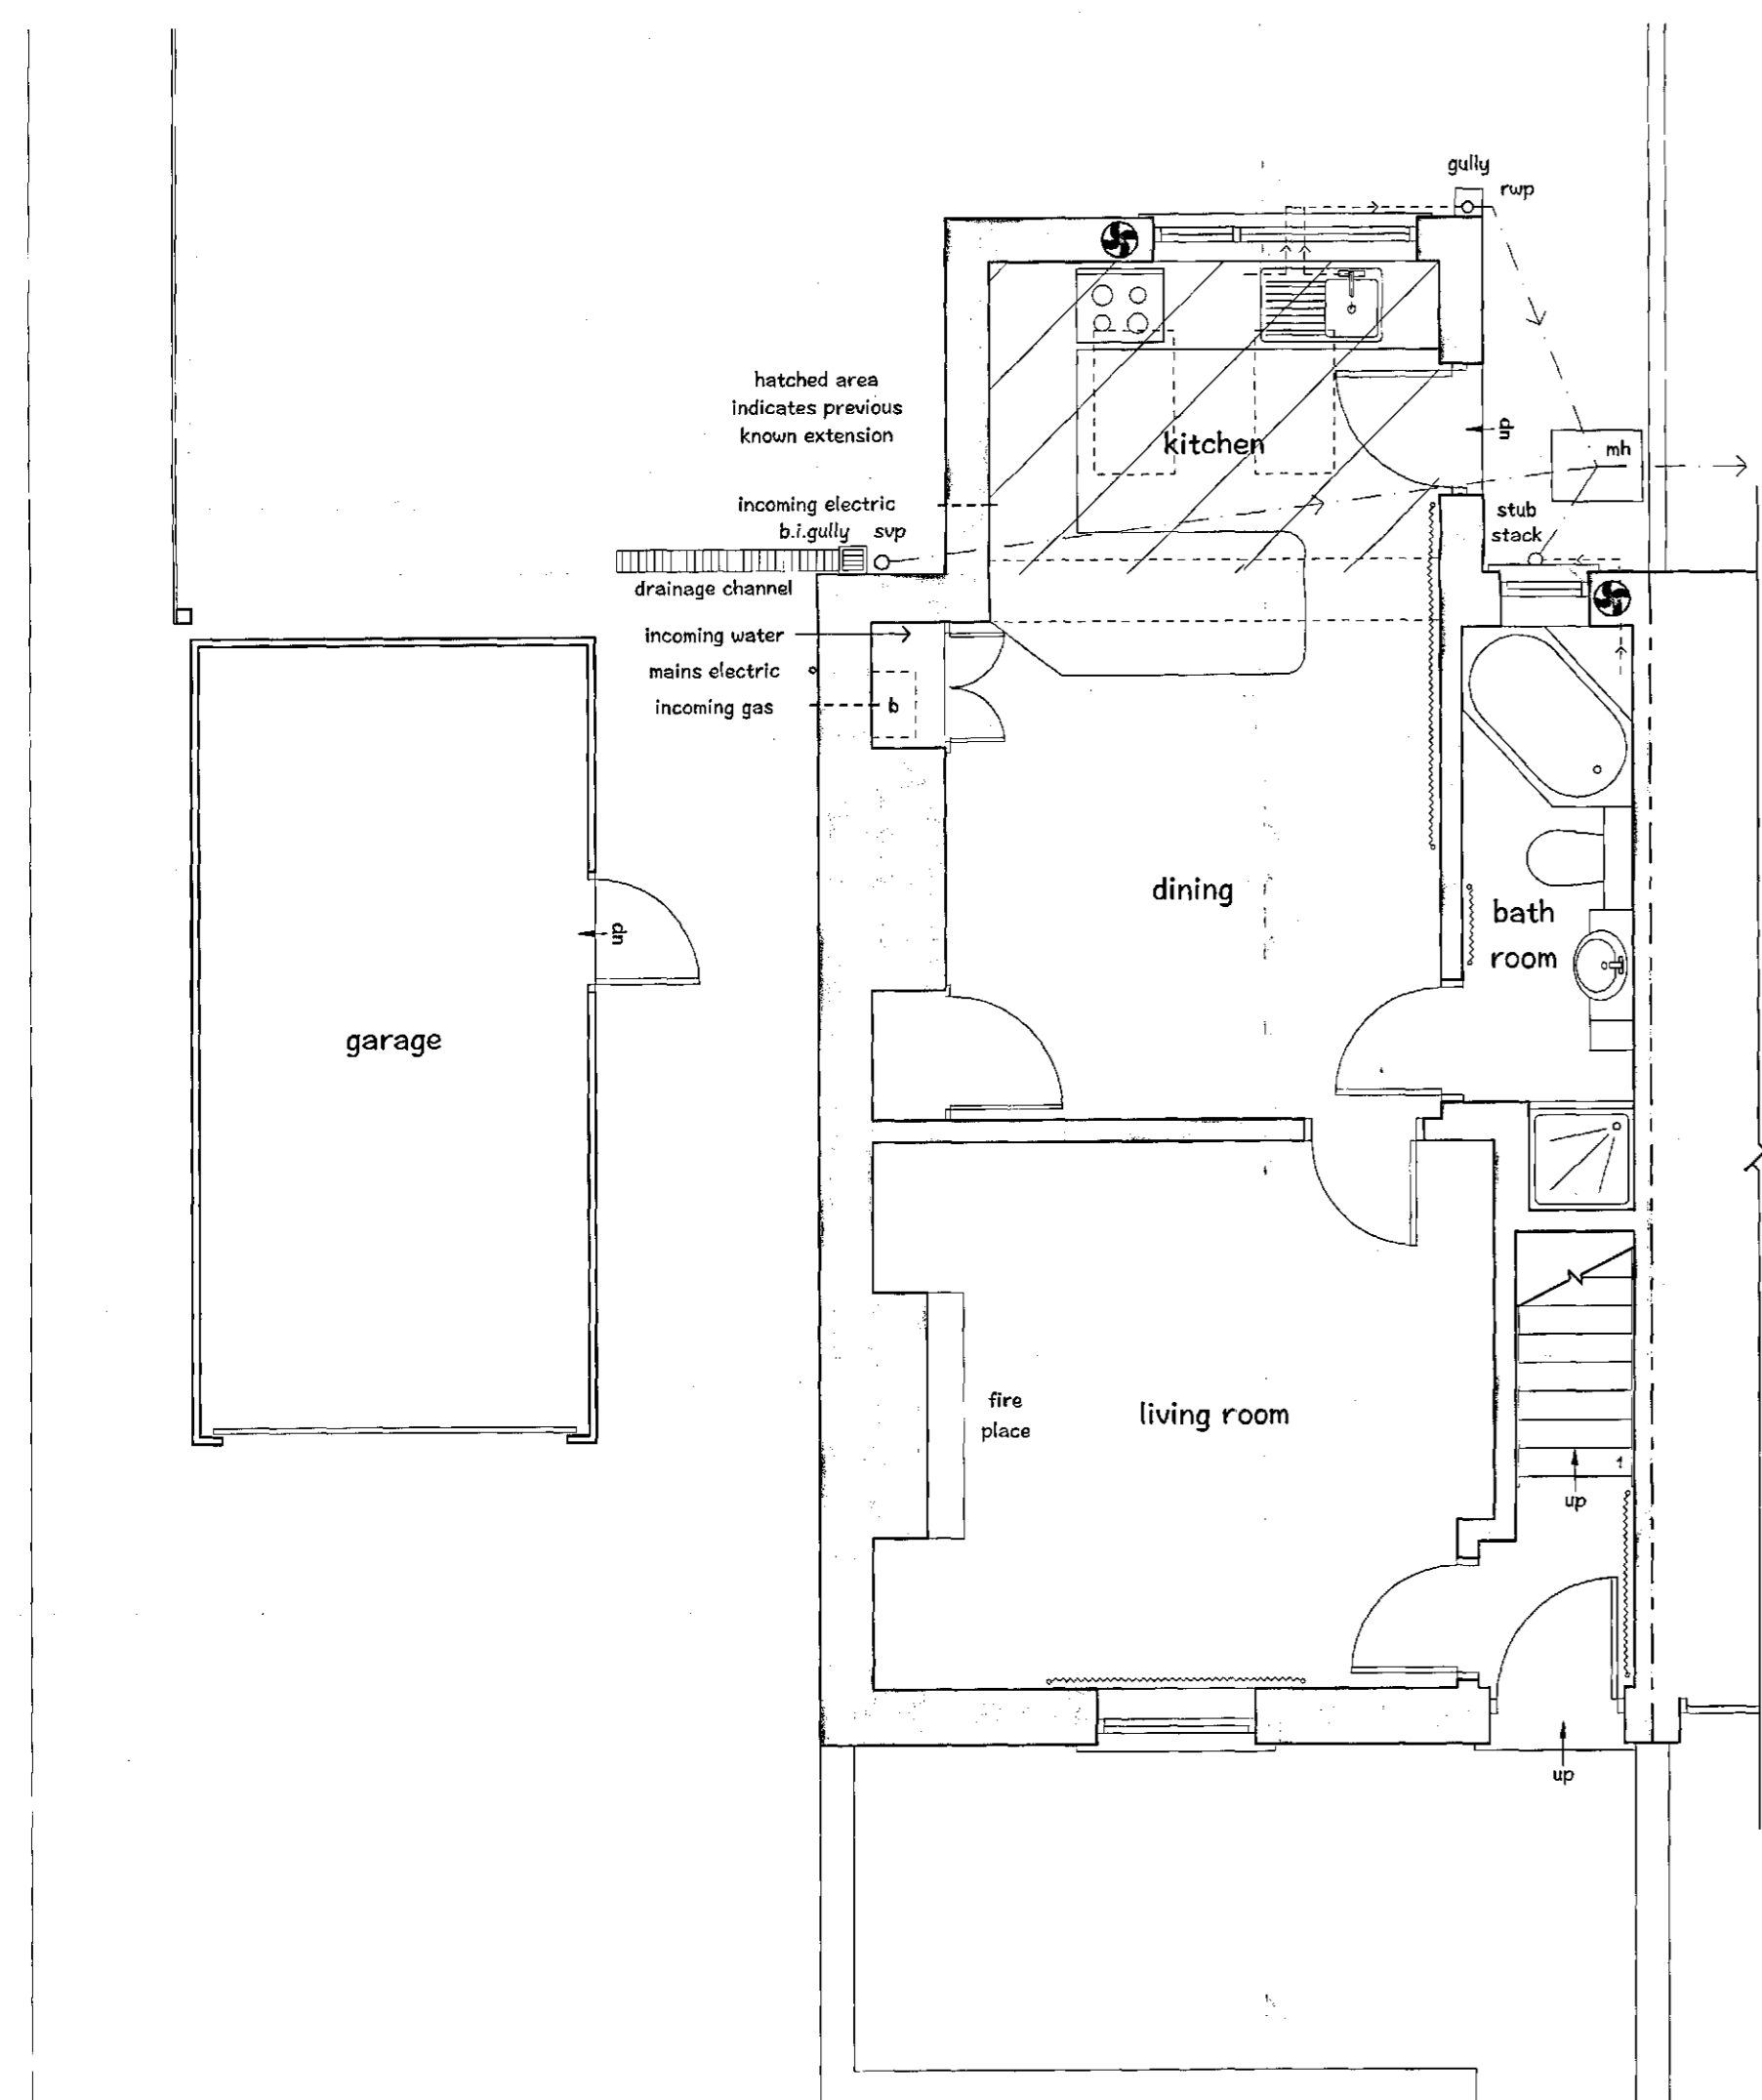 gully
rwp
hatched area
indicates previous
known extension
kitchen
dn
mh
incoming electric
b.i.gully svp
stub
stack
drainage channel
incoming water
mains electric
incoming gas
b
dining
bath
room
dn
garage
fire
place
living room
1
up
up